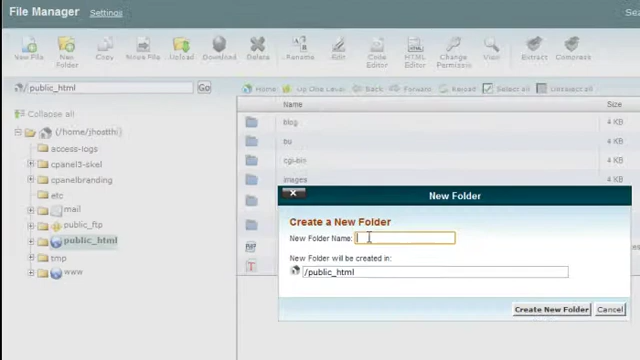 File Manager Settings
New File New Folder Copy Move File Upload Download Delete Rename Edit Code Editor HTML Editor Change Permissions View Extract Compress
/public_html Go
Home Up One Level Back Forward Reload Select all Unselect all
Collapse all
Name Size
(/home/jhostthi
access-logs
cpanel3-skel
cpanelbranding
etc
mail
public_ftp
public_html
tmp
www
blog 4 KB
bu 4 KB
cgi-bin 4 KB
images 4 KB
New Folder
Create a New Folder
New Folder Name:
New Folder will be created in:
/public_html
Create New Folder Cancel